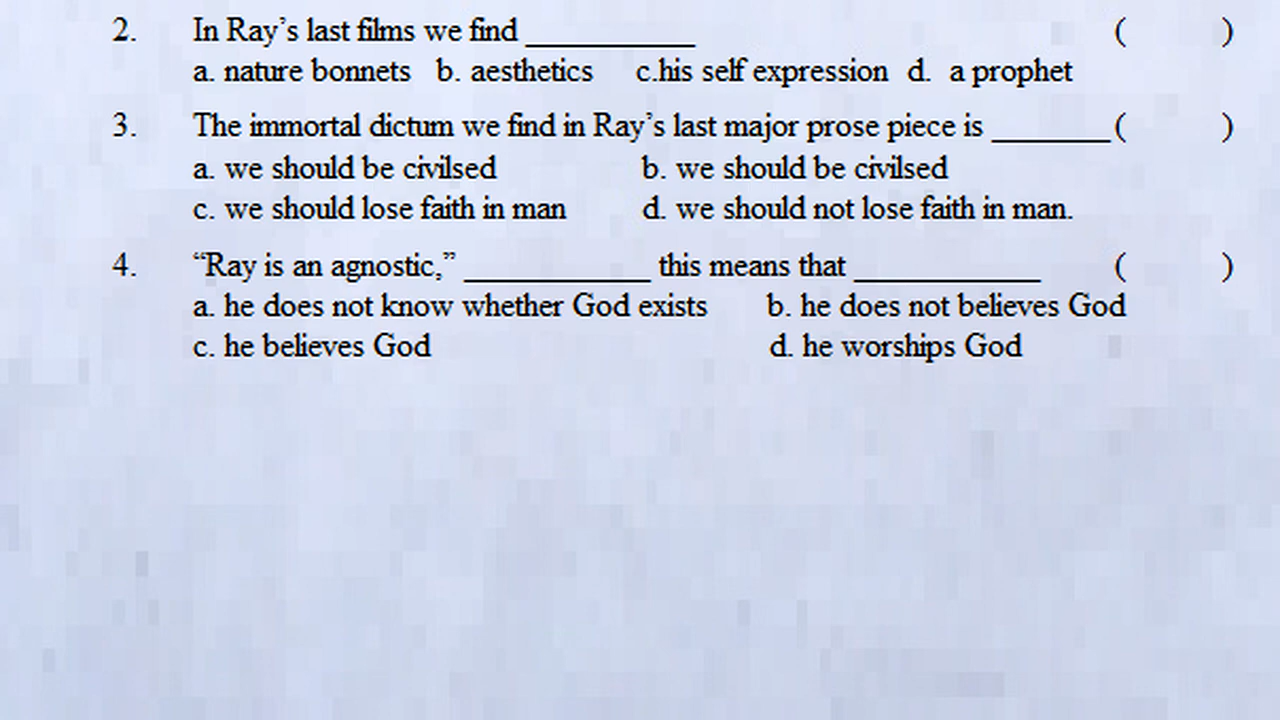 2. In Ray’s last films we find __________ ( )
a. nature bonnets b. aesthetics c.his self expression d. a prophet
3. The immortal dictum we find in Ray’s last major prose piece is _______( )
a. we should be civilsed b. we should be civilsed
c. we should lose faith in man d. we should not lose faith in man.
4. “Ray is an agnostic,” ___________ this means that ___________ ( )
a. he does not know whether God exists b. he does not believes God
c. he believes God d. he worships God